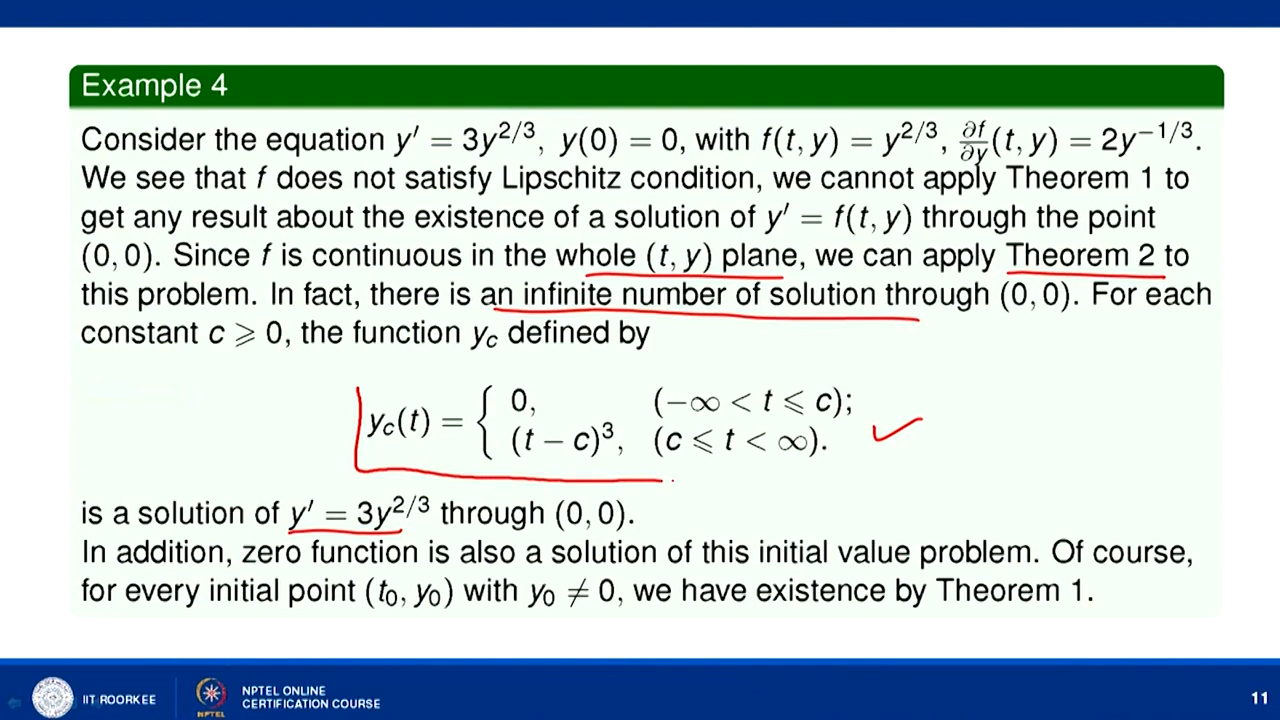 Example 4
Consider the equation y′ = 3y^{2/3}, y(0) = 0, with f(t, y) = y^{2/3}, ∂f/∂y(t, y) = 2y^{−1/3}.
We see that f does not satisfy Lipschitz condition, we cannot apply Theorem 1 to
get any result about the existence of a solution of y′ = f(t, y) through the point
(0, 0). Since f is continuous in the whole (t, y) plane, we can apply Theorem 2 to
this problem. In fact, there is an infinite number of solution through (0, 0). For each
constant c ⩾ 0, the function y_c defined by
y_c(t) = { 0, (−∞ < t ⩽ c);
(t − c)^3, (c ⩽ t < ∞).
is a solution of y′ = 3y^{2/3} through (0, 0).
In addition, zero function is also a solution of this initial value problem. Of course,
for every initial point (t_0, y_0) with y_0 ≠ 0, we have existence by Theorem 1.
IIT ROORKEE
NPTEL
NPTEL ONLINE
CERTIFICATION COURSE
11